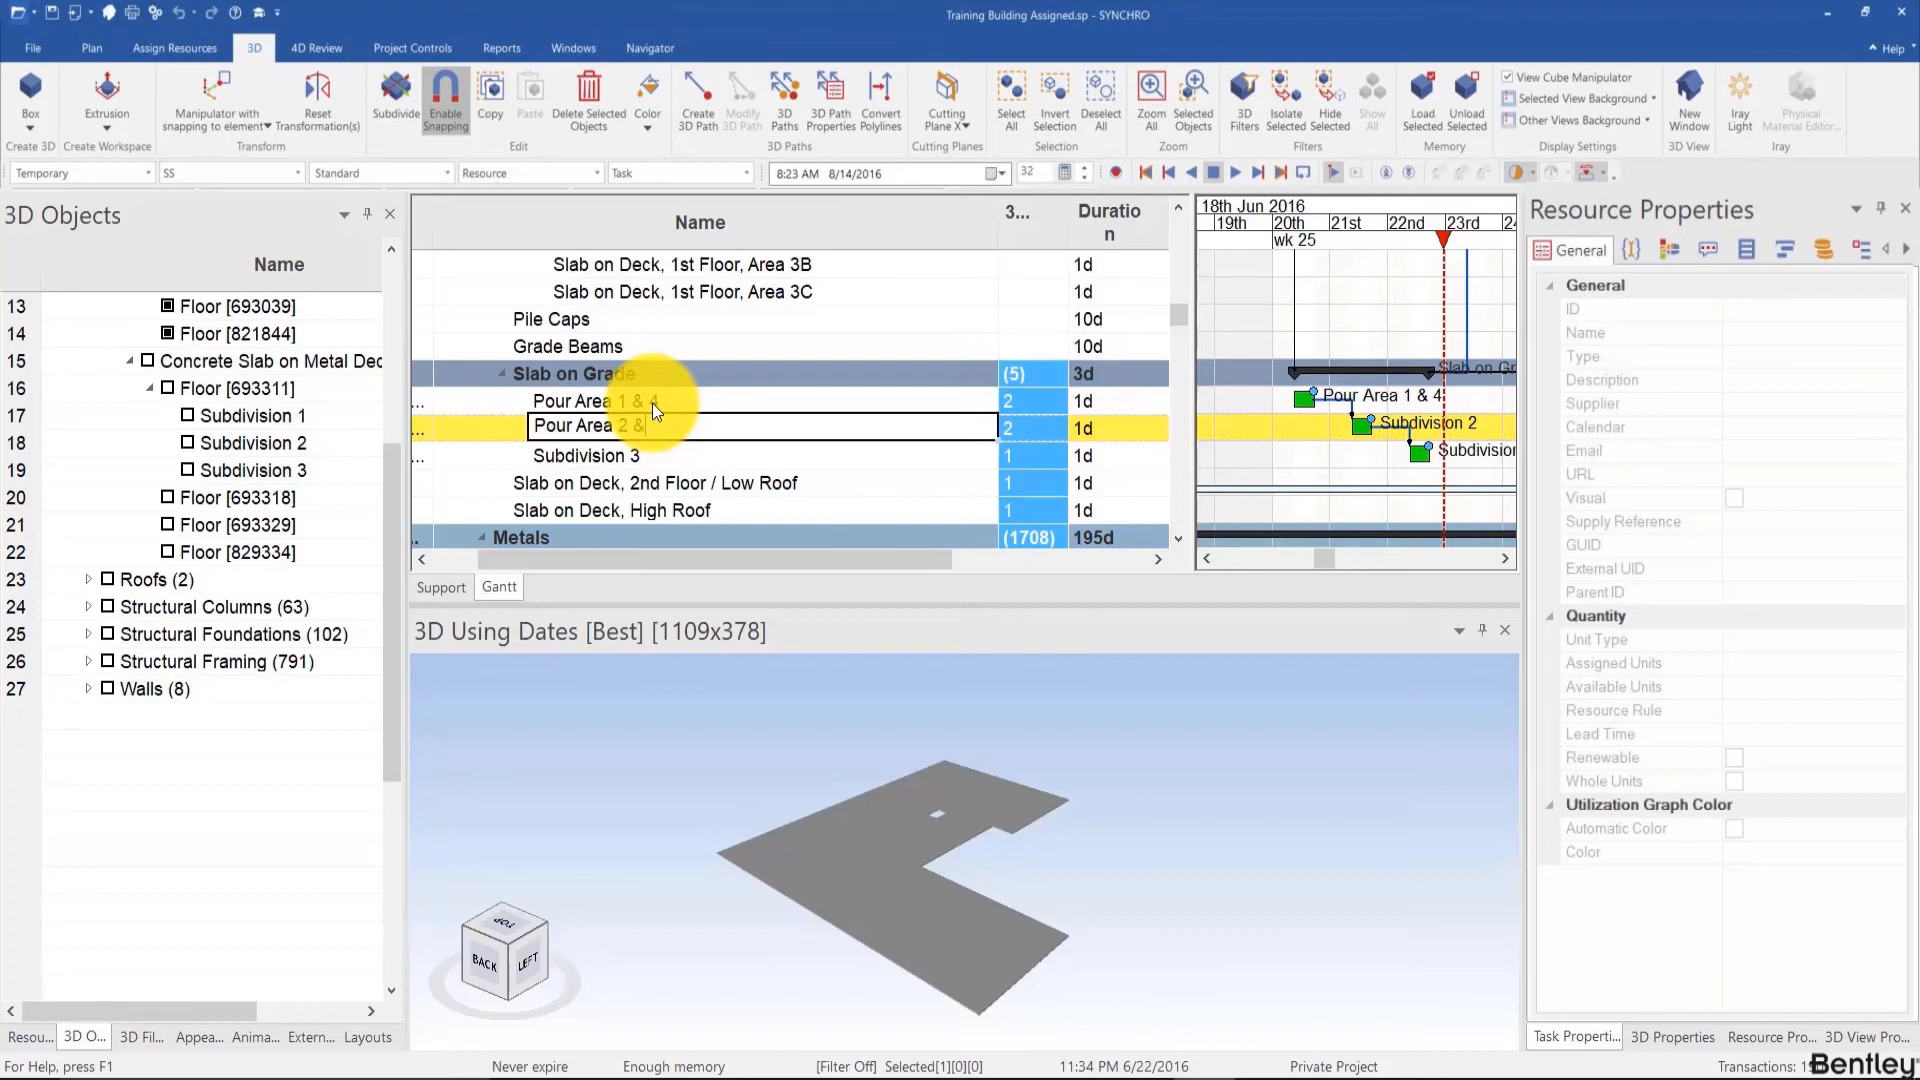 Training Building Assigned.sp - SYNCHRO
File Plan Assign Resources 3D 4D Review Project Controls Reports Windows Navigator Help
Box
Create 3D
Extrusion
Create Workspace
Manipulator with snapping to element
Reset Transformation(s)
Transform
Subdivide
Enable Snapping
Copy
Paste
Delete Selected Objects
Color
Edit
Create 3D Path
Modify 3D Path
3D Paths
3D Path Properties
Convert Polylines
3D Paths
Cutting Plane X
Cutting Planes
Select All
Invert Selection
Deselect All
Selection
Zoom All
Selected Objects
Zoom
3D Filters
Isolate Selected
Hide Selected
Show All
Filters
Load Selected
Unload Selected
Memory
View Cube Manipulator
Selected View Background
Other Views Background
Display Settings
New Window
3D View
Iray Light
Physical Material Editor...
Iray
Temporary SS Standard Resource Task 8:23 AM 8/14/2016 32
3D Objects
Name
13 Floor [693039]
14 Floor [821844]
15 Concrete Slab on Metal Dec
16 Floor [693311]
17 Subdivision 1
18 Subdivision 2
19 Subdivision 3
20 Floor [693318]
21 Floor [693329]
22 Floor [829334]
23 Roofs (2)
24 Structural Columns (63)
25 Structural Foundations (102)
26 Structural Framing (791)
27 Walls (8)
Resou... 3D O... 3D Fil... Appea... Anima... Extern... Layouts
Name 3... Duration
Slab on Deck, 1st Floor, Area 3B 1d
Slab on Deck, 1st Floor, Area 3C 1d
Pile Caps 10d
Grade Beams 10d
Slab on Grade (5) 3d
... Pour Area 1 & 4 2 1d
... Pour Area 2 & 2 1d
... Subdivision 3 1 1d
Slab on Deck, 2nd Floor / Low Roof 1 1d
Slab on Deck, High Roof 1 1d
Metals (1708) 195d
Support Gantt
18th Jun 2016
19th 20th 21st 22nd 23rd 24
wk 25
Slab on Gr
Pour Area 1 & 4
Subdivision 2
Subdivision
3D Using Dates [Best] [1109x378]
TOP
BACK LEFT
Resource Properties
General
General
ID
Name
Type
Description
Supplier
Calendar
Email
URL
Visual
Supply Reference
GUID
External UID
Parent ID
Quantity
Unit Type
Assigned Units
Available Units
Resource Rule
Lead Time
Renewable
Whole Units
Utilization Graph Color
Automatic Color
Color
Task Properti... 3D Properties Resource Pro... 3D View Pro...
For Help, press F1 Never expire Enough memory [Filter Off] Selected[1][0][0] 11:34 PM 6/22/2016 Private Project Transactions:
Bentley